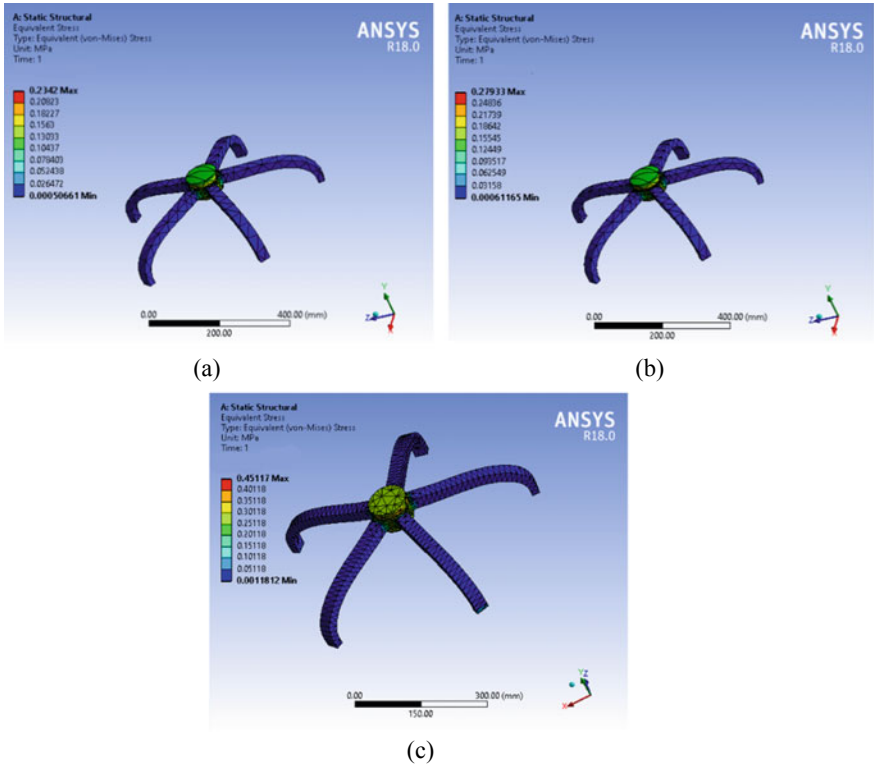 A: Static Structural
Equivalent Stress
Type: Equivalent (von-Mises) Stress
Unit: MPa
Time: 1
ANSYS
R18.0
0.2342 Max
0.20823
0.18227
0.1563
0.13033
0.10437
0.078403
0.052438
0.026472
0.00050661 Min
Y
Z
X
0.00
400.00 (mm)
200.00
(a)
A: Static Structural
Equivalent Stress
Type: Equivalent (von-Mises) Stress
Unit: MPa
Time: 1
ANSYS
R18.0
0.27933 Max
0.24836
0.21739
0.18642
0.15545
0.12449
0.093517
0.062549
0.03158
0.00061165 Min
Y
Z
X
0.00
400.00 (mm)
200.00
(b)
A: Static Structural
Equivalent Stress
Type: Equivalent (von-Mises) Stress
Unit: MPa
Time: 1
ANSYS
R18.0
0.45117 Max
0.40118
0.35118
0.30118
0.25118
0.20118
0.15118
0.10118
0.05118
0.0011812 Min
Y
Z
X
0.00
300.00 (mm)
150.00
(c)